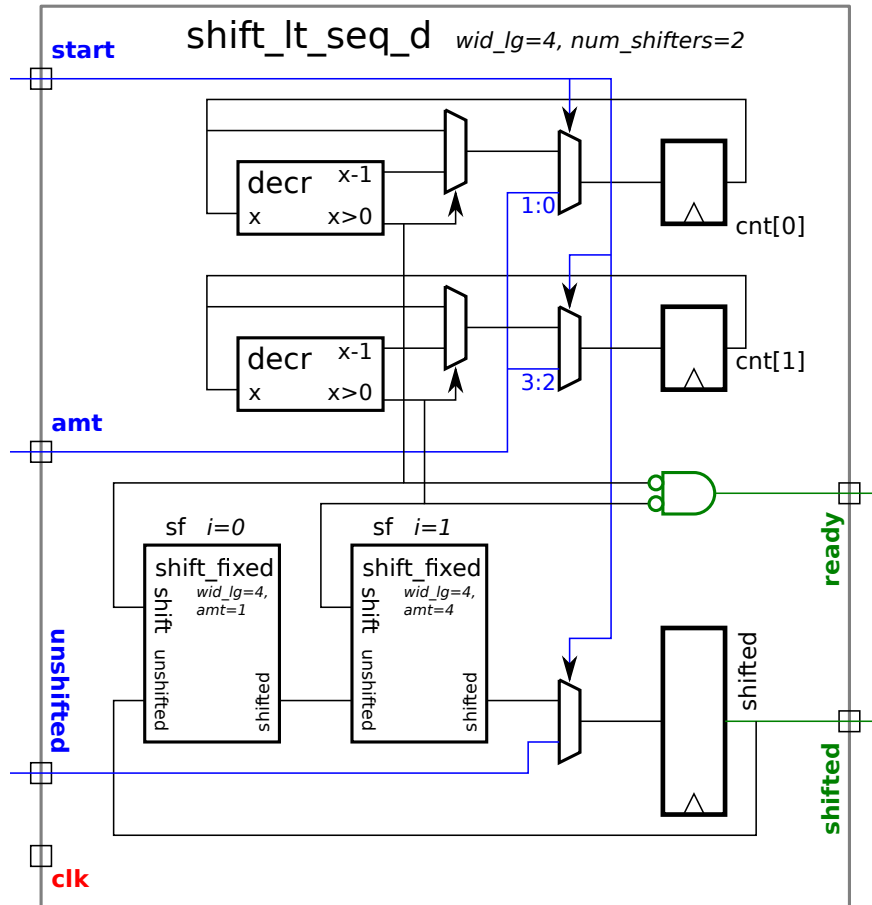 shift_lt_seq_d wid_lg=4, num_shifters=2
start
decr
x-1
x
x>0
1:0
cnt[0]
decr
x-1
x
x>0
3:2
cnt[1]
amt
sf i=0
sf i=1
shift_fixed
wid_lg=4,
amt=1
shift
unshifted
shifted
shift_fixed
wid_lg=4,
amt=4
shift
unshifted
shifted
ready
unshifted
shifted
shifted
clk